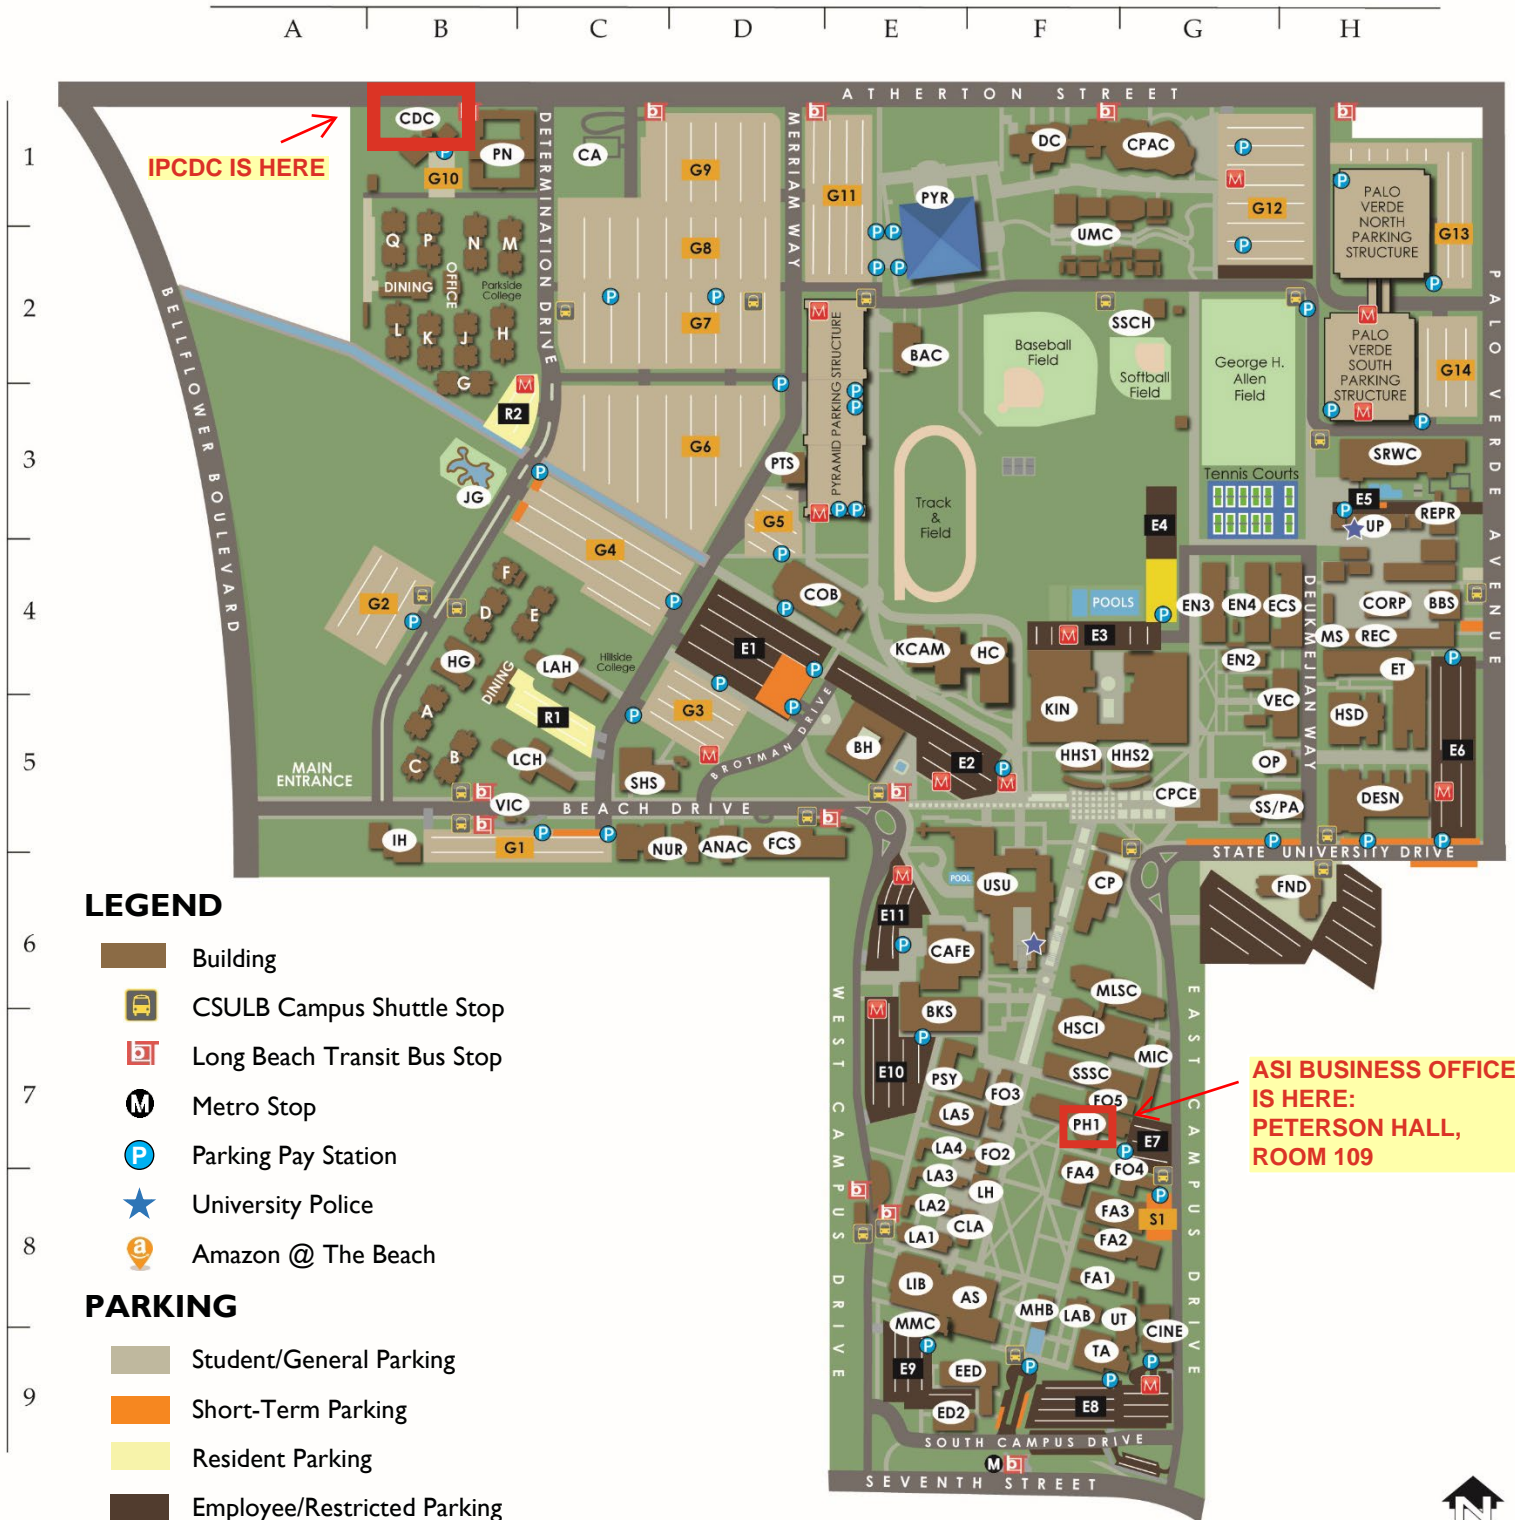 A B C D E F G H
ATHERTON STREET
1
CDC
IPCDC IS HERE
PN
G10
DETERMINATION DRIVE
CA
G9
MERRIAM WAY
G11
PYR
DC
CPAC
G12
PALO
VERDE
NORTH
PARKING
STRUCTURE
G13
UMC
Q P N M
OFFICE
DINING
Parkside
College
G8
BELLFLOWER BOULEVARD
PALO VERDE AVENUE
2
L K J H
G7
PYRAMID PARKING STRUCTURE
BAC
SSCH
Baseball
Field
Softball
Field
George H.
Allen
Field
PALO
VERDE
SOUTH
PARKING
STRUCTURE
G14
G
R2
3
JG
G6
PTS
G5
Track
&
Field
Tennis Courts
SRWC
E5
UP
REPR
E4
G4
4
G2
F
D E
COB
POOLS
EN3 EN4 ECS
DEUKMEJIAN WAY
CORP BBS
MS REC
E3
E1
KCAM
HC
EN2
ET
HG
DINING
LAH
Hillside
College
R1
G3
BROTMAN DRIVE
KIN
VEC
HSD
5
A
B
C
LCH
SHS
BH
E2
HHS1 HHS2
OP
E6
MAIN
ENTRANCE
VIC
BEACH DRIVE
CPCE
SS/PA
DESN
IH
G1
NUR ANAC FCS
STATE UNIVERSITY DRIVE
POOL
USU
CP
FND
LEGEND
6
E11
CAFE
Building
CSULB Campus Shuttle Stop
Long Beach Transit Bus Stop
WEST CAMPUS DRIVE
EAST CAMPUS DRIVE
MLSC
BKS
HSCI
MIC
7
Metro Stop
E10
PSY
FO3
SSSC
FO5
LA5
PH1
E7
ASI BUSINESS OFFICE
IS HERE:
PETERSON HALL,
ROOM 109
Parking Pay Station
LA4 FO2
LA3
FA4 FO4
University Police
LH
LA2
FA3
S1
8
Amazon @ The Beach
CLA
LA1
FA2
PARKING
LIB
AS
FA1
MHB LAB UT
MMC
CINE
Student/General Parking
TA
9
Short-Term Parking
E9
EED
E8
ED2
SOUTH CAMPUS DRIVE
Resident Parking
M
SEVENTH STREET
Employee/Restricted Parking
N